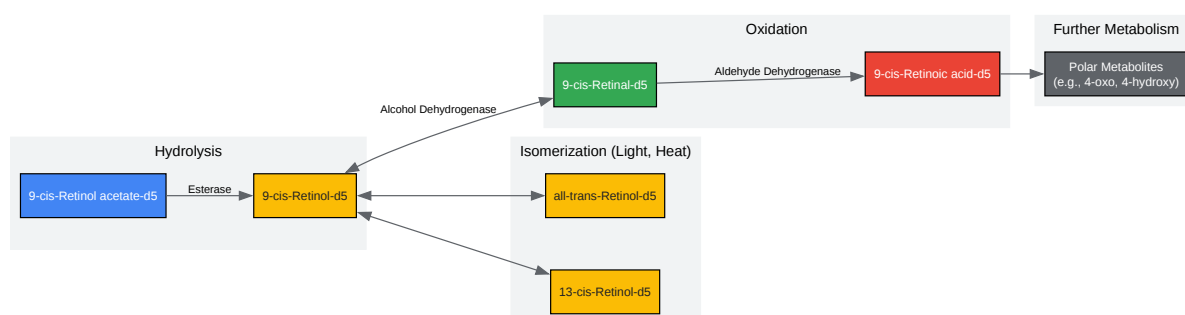 Oxidation
Further Metabolism
Aldehyde Dehydrogenase
9-cis-Retinal-d5
9-cis-Retinoic acid-d5
Polar Metabolites
(e.g., 4-oxo, 4-hydroxy)
Alcohol Dehydrogenase
Hydrolysis
Isomerization (Light, Heat)
9-cis-Retinol acetate-d5
Esterase
9-cis-Retinol-d5
all-trans-Retinol-d5
13-cis-Retinol-d5